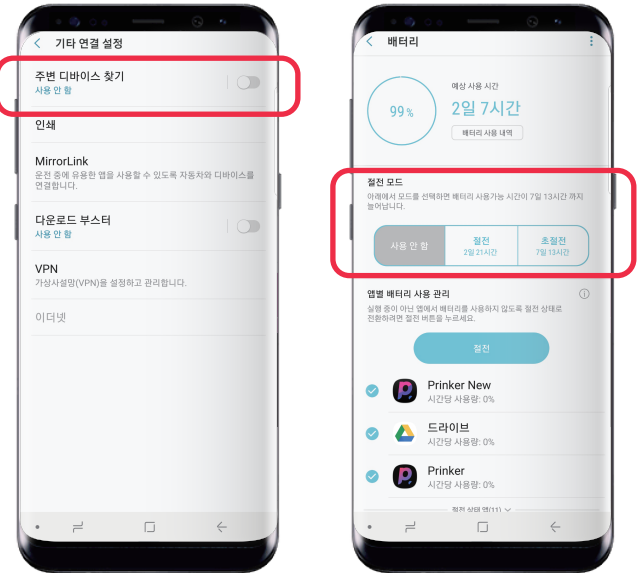 기타 연결 설정
주변 디바이스 찾기
사용 안 함
인쇄
MirrorLink
운전 중에 유용한 앱을 사용할 수 있도록 자동차와 디바이스를
연결합니다.
다운로드 부스터
사용 안 함
VPN
가상사설망(VPN)을 설정하고 관리합니다.
이더넷
배터리
99%
예상 사용 시간
2일 7시간
배터리 사용 내역
절전 모드
아래에서 모드를 선택하면 배터리 사용가능 시간이 7일 13시간 까지
늘어납니다.
사용 안 함
절전
2일 21시간
초절전
7일 13시간
앱별 배터리 사용 관리
실행 중이 아닌 앱에서 배터리를 사용하지 않도록 절전 상태로
전환하려면 절전 버튼을 누르세요.
절전
Prinker New
시간당 사용량: 0%
드라이브
시간당 사용량: 0%
Prinker
시간당 사용량: 0%
절전 상태 앱(11)